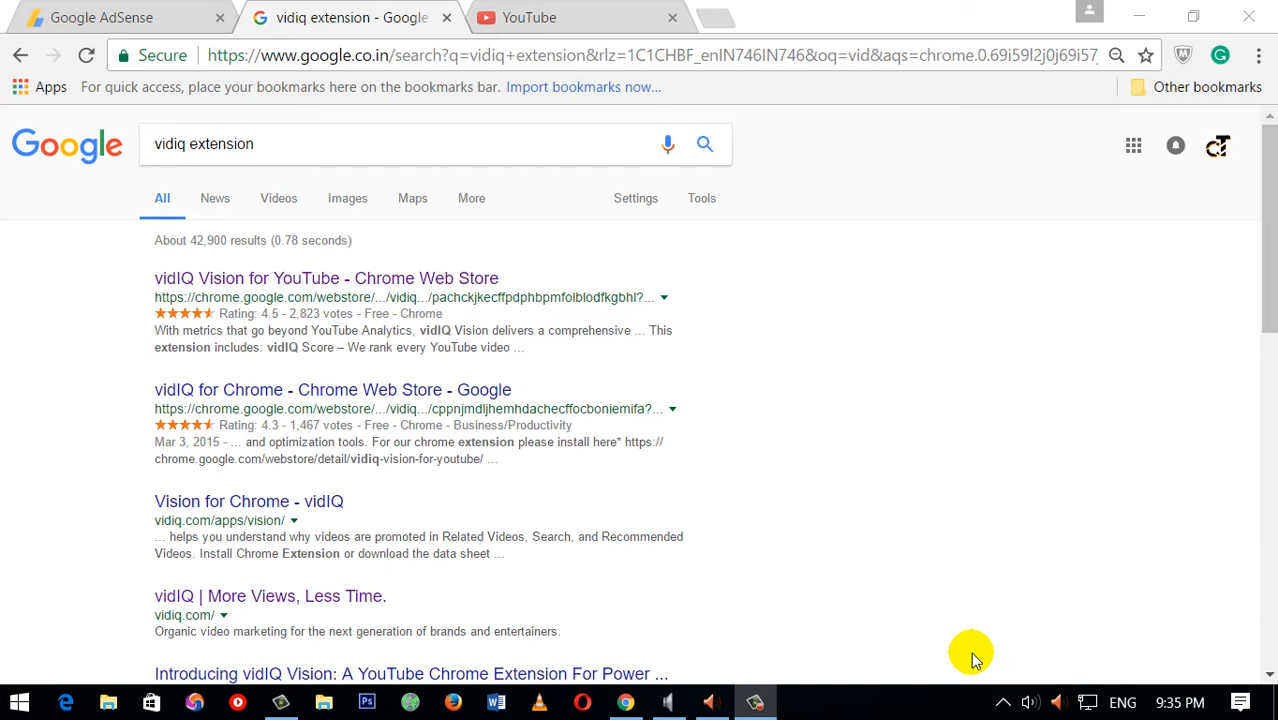 Google AdSense
vidiq extension - Google
YouTube
Secure
https://www.google.co.in/search?q=vidiq+extension&rlz=1C1CHBF_enIN746IN746&oq=vid&aqs=chrome.0.69i59l2j0j69i57
Apps
For quick access, place your bookmarks here on the bookmarks bar. Import bookmarks now...
Other bookmarks
Google
vidiq extension
All
News
Videos
Images
Maps
More
Settings
Tools
About 42,900 results (0.78 seconds)
vidIQ Vision for YouTube - Chrome Web Store
https://chrome.google.com/webstore/.../vidiq.../pachckjkecffpdphbpmfolblodfkgbhl?...
Rating: 4.5 - 2,823 votes - Free - Chrome
With metrics that go beyond YouTube Analytics, vidIQ Vision delivers a comprehensive ... This
extension includes: vidIQ Score – We rank every YouTube video ...
vidIQ for Chrome - Chrome Web Store - Google
https://chrome.google.com/webstore/.../vidiq.../cppnjmdljhemhdachecffocboniemifa?...
Rating: 4.3 - 1,467 votes - Free - Chrome - Business/Productivity
Mar 3, 2015 - ... and optimization tools. For our chrome extension please install here* https://
chrome.google.com/webstore/detail/vidiq-vision-for-youtube/ ...
Vision for Chrome - vidIQ
vidiq.com/apps/vision/
... helps you understand why videos are promoted in Related Videos, Search, and Recommended
Videos. Install Chrome Extension or download the data sheet ...
vidIQ | More Views, Less Time.
vidiq.com/
Organic video marketing for the next generation of brands and entertainers.
Introducing vidIQ Vision: A YouTube Chrome Extension For Power ...
ENG
9:35 PM